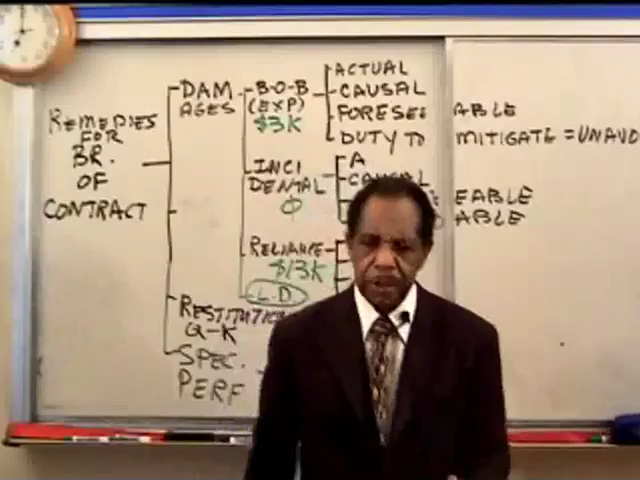 REMEDIES
FOR
BR.
OF
CONTRACT
DAM
AGES
B-O-B
(EXP)
$3K
ACTUAL
CAUSAL
FORESEE ABLE
DUTY TO MITIGATE = UNAVO
INCI
DENTAL
A
CAUSAL
EABLE
ABLE
RELIANCE
$13K
L.D.
RESTITUTION
Q-K
SPEC.
PERF